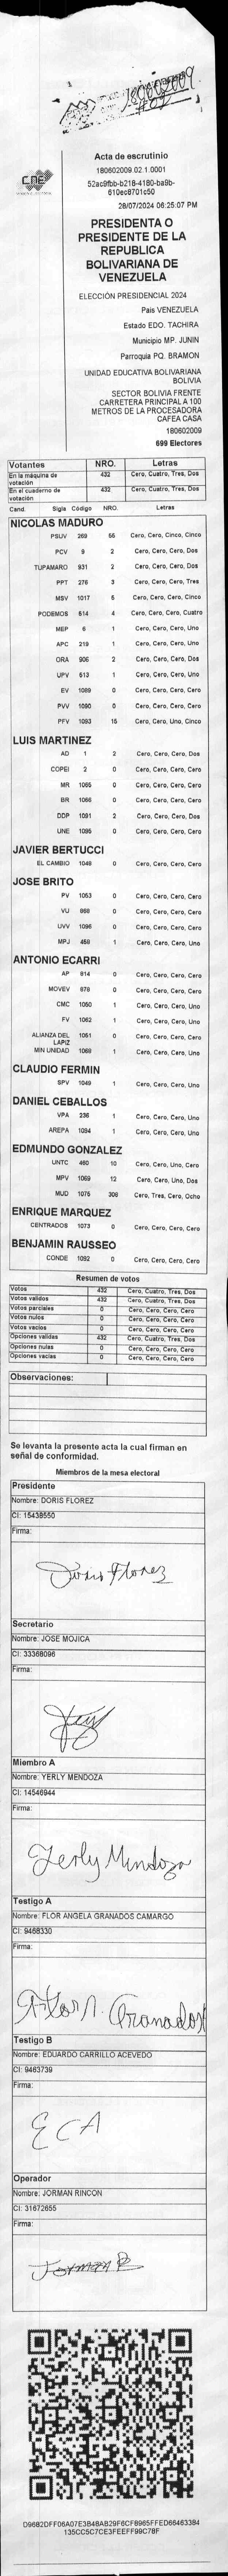 180602009
CNE
Acta de escrutinio
180602009.02.1.0001
52ac9fbb-b218-4180-ba9b-
610ec8701c50
28/07/2024 06:25:07 PM
PRESIDENTA O
PRESIDENTE DE LA
REPUBLICA
BOLIVARIANA DE
VENEZUELA
ELECCIÓN PRESIDENCIAL 2024
País VENEZUELA
Estado EDO. TACHIRA
Municipio MP. JUNIN
Parroquia PQ. BRAMON
UNIDAD EDUCATIVA BOLIVARIANA
BOLIVIA
SECTOR BOLIVIA FRENTE
CARRETERA PRINCIPAL A 100
METROS DE LA PROCESADORA
CAFEA CASA
180602009
699 Electores
Votantes NRO. Letras
En la máquina de votación 432 Cero, Cuatro, Tres, Dos
En el cuaderno de votación 432 Cero, Cuatro, Tres, Dos
Cand. Sigla Código NRO. Letras
NICOLAS MADURO
PSUV 269 55 Cero, Cero, Cinco, Cinco
PCV 9 2 Cero, Cero, Cero, Dos
TUPAMARO 931 2 Cero, Cero, Cero, Dos
PPT 276 3 Cero, Cero, Cero, Tres
MSV 1017 5 Cero, Cero, Cero, Cinco
PODEMOS 514 4 Cero, Cero, Cero, Cuatro
MEP 6 1 Cero, Cero, Cero, Uno
APC 219 1 Cero, Cero, Cero, Uno
ORA 906 2 Cero, Cero, Cero, Dos
UPV 513 1 Cero, Cero, Cero, Uno
EV 1089 0 Cero, Cero, Cero, Cero
PVV 1090 0 Cero, Cero, Cero, Cero
PFV 1093 15 Cero, Cero, Uno, Cinco
LUIS MARTINEZ
AD 1 2 Cero, Cero, Cero, Dos
COPEI 2 0 Cero, Cero, Cero, Cero
MR 1065 0 Cero, Cero, Cero, Cero
BR 1066 0 Cero, Cero, Cero, Cero
DDP 1091 2 Cero, Cero, Cero, Dos
UNE 1095 0 Cero, Cero, Cero, Cero
JAVIER BERTUCCI
EL CAMBIO 1048 0 Cero, Cero, Cero, Cero
JOSE BRITO
PV 1053 0 Cero, Cero, Cero, Cero
VU 868 0 Cero, Cero, Cero, Cero
UVV 1096 0 Cero, Cero, Cero, Cero
MPJ 458 1 Cero, Cero, Cero, Uno
ANTONIO ECARRI
AP 814 0 Cero, Cero, Cero, Cero
MOVEV 878 0 Cero, Cero, Cero, Cero
CMC 1050 1 Cero, Cero, Cero, Uno
FV 1062 1 Cero, Cero, Cero, Uno
ALIANZA DEL LAPIZ 1051 0 Cero, Cero, Cero, Cero
MIN UNIDAD 1068 1 Cero, Cero, Cero, Uno
CLAUDIO FERMIN
SPV 1049 1 Cero, Cero, Cero, Uno
DANIEL CEBALLOS
VPA 236 1 Cero, Cero, Cero, Uno
AREPA 1094 1 Cero, Cero, Cero, Uno
EDMUNDO GONZALEZ
UNTC 460 10 Cero, Cero, Uno, Cero
MPV 1069 12 Cero, Cero, Uno, Dos
MUD 1075 308 Cero, Tres, Cero, Ocho
ENRIQUE MARQUEZ
CENTRADOS 1073 0 Cero, Cero, Cero, Cero
BENJAMIN RAUSSEO
CONDE 1092 0 Cero, Cero, Cero, Cero
Resumen de votos
Votos 432 Cero, Cuatro, Tres, Dos
Votos validos 432 Cero, Cuatro, Tres, Dos
Votos parciales 0 Cero, Cero, Cero, Cero
Votos nulos 0 Cero, Cero, Cero, Cero
Votos vacios 0 Cero, Cero, Cero, Cero
Opciones validas 432 Cero, Cuatro, Tres, Dos
Opciones nulas 0 Cero, Cero, Cero, Cero
Opciones vacias 0 Cero, Cero, Cero, Cero
Observaciones:
Se levanta la presente acta la cual firman en
señal de conformidad.
Miembros de la mesa electoral
Presidente
Nombre: DORIS FLOREZ
CI: 15438550
Firma:
Doris Florez
Secretario
Nombre: JOSE MOJICA
CI: 33368096
Firma:
Miembro A
Nombre: YERLY MENDOZA
CI: 14546944
Firma:
Yerly Mendoza
Testigo A
Nombre: FLOR ANGELA GRANADOS CAMARGO
CI: 9468330
Firma:
Flor A. Granados
Testigo B
Nombre: EDUARDO CARRILLO ACEVEDO
CI: 9463739
Firma:
ECA
Operador
Nombre: JORMAN RINCON
CI: 31672655
Firma:
Jorman R
D9682DFF06A07E3B48AB29F6CF8965FFED66463384
135CC5C7CE3FEEFF99C78F